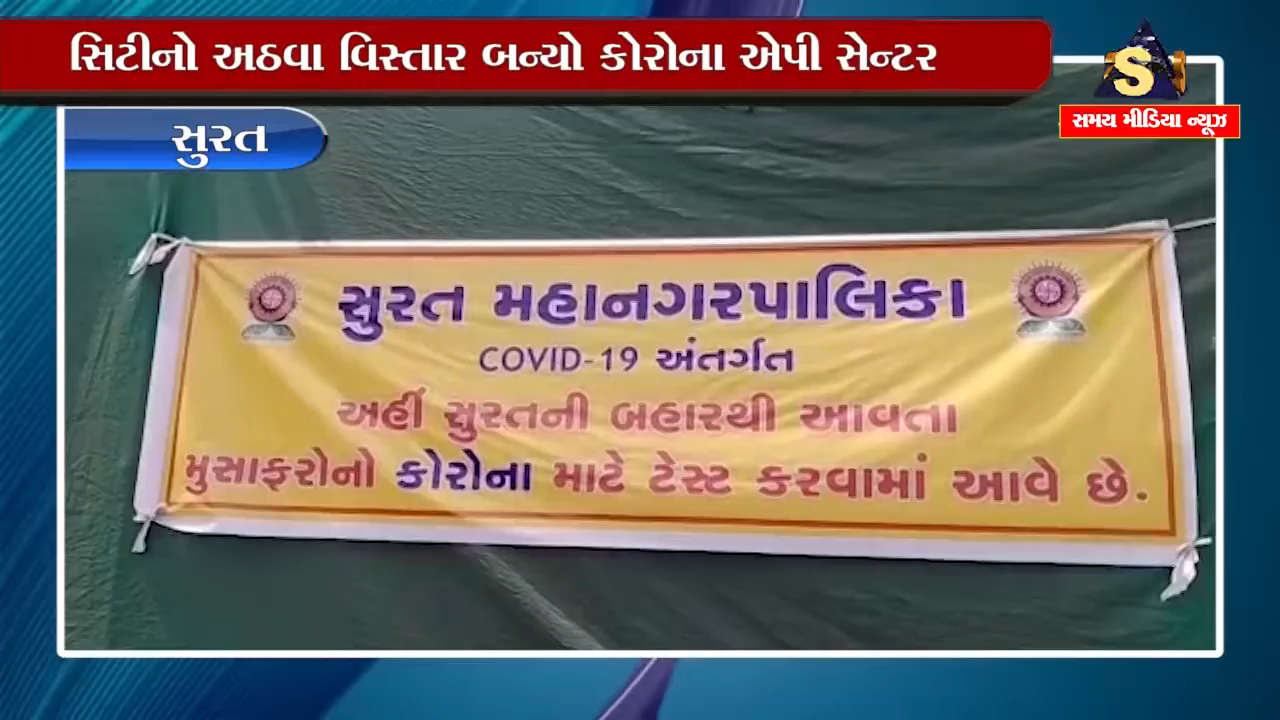 સિટીનો અઠવા વિસ્તાર બન્યો કોરોના એપી સેન્ટર
S
સમય મીડિયા ન્યૂઝ
સુરત
સુરત મહાનગરપાલિકા
COVID-19 અંતર્ગત
અહીં સુરતની બહારથી આવતા
મુસાફરોનો કોરોના માટે ટેસ્ટ કરવામાં આવે છે.